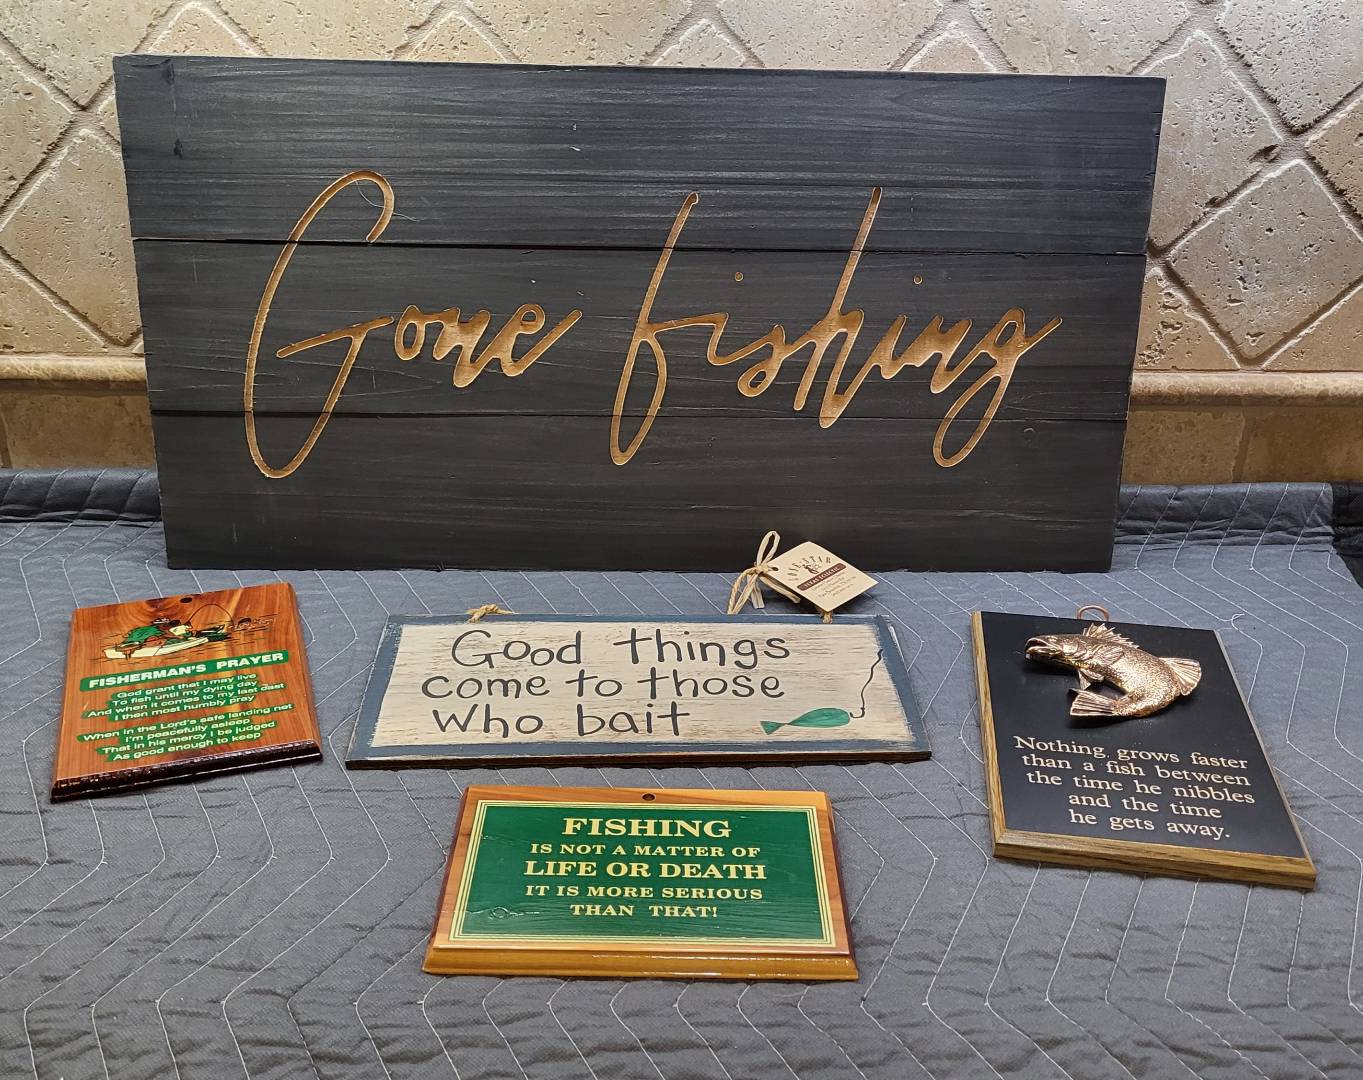 Gone fishing
FISHERMAN'S PRAYER
God grant that I may live
To fish until my dying day
And when it comes to my last cast
I then most humbly pray
When in the Lord's safe landing net
I'm peacefully asleep
That in his mercy I be judged
As good enough to keep
Good things
come to those
who bait
TEXAS ECLECTIC
Nothing grows faster
than a fish between
the time he nibbles
and the time
he gets away.
FISHING
IS NOT A MATTER OF
LIFE OR DEATH
IT IS MORE SERIOUS
THAN THAT!